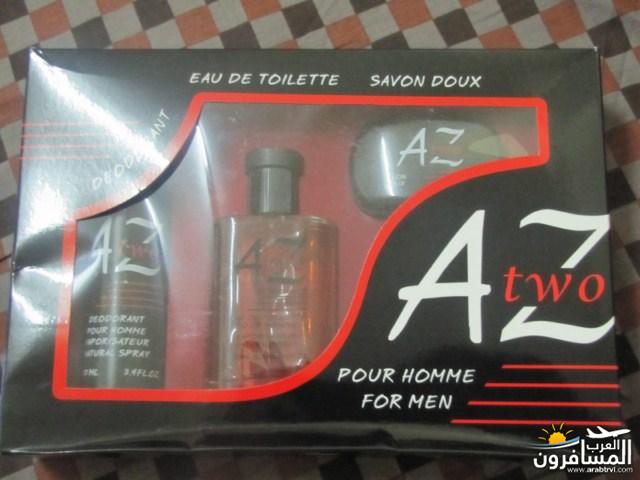 EAU DE TOILETTE SAVON DOUX
DEODORANT
AZ
AZ
two
AZ
DEODORANT
POUR HOMME
VAPORISATEUR
NATURAL SPRAY
3.4FL.OZ
AZ
two
POUR HOMME
FOR MEN
العرب
المسافرون
www.arabtrvl.com